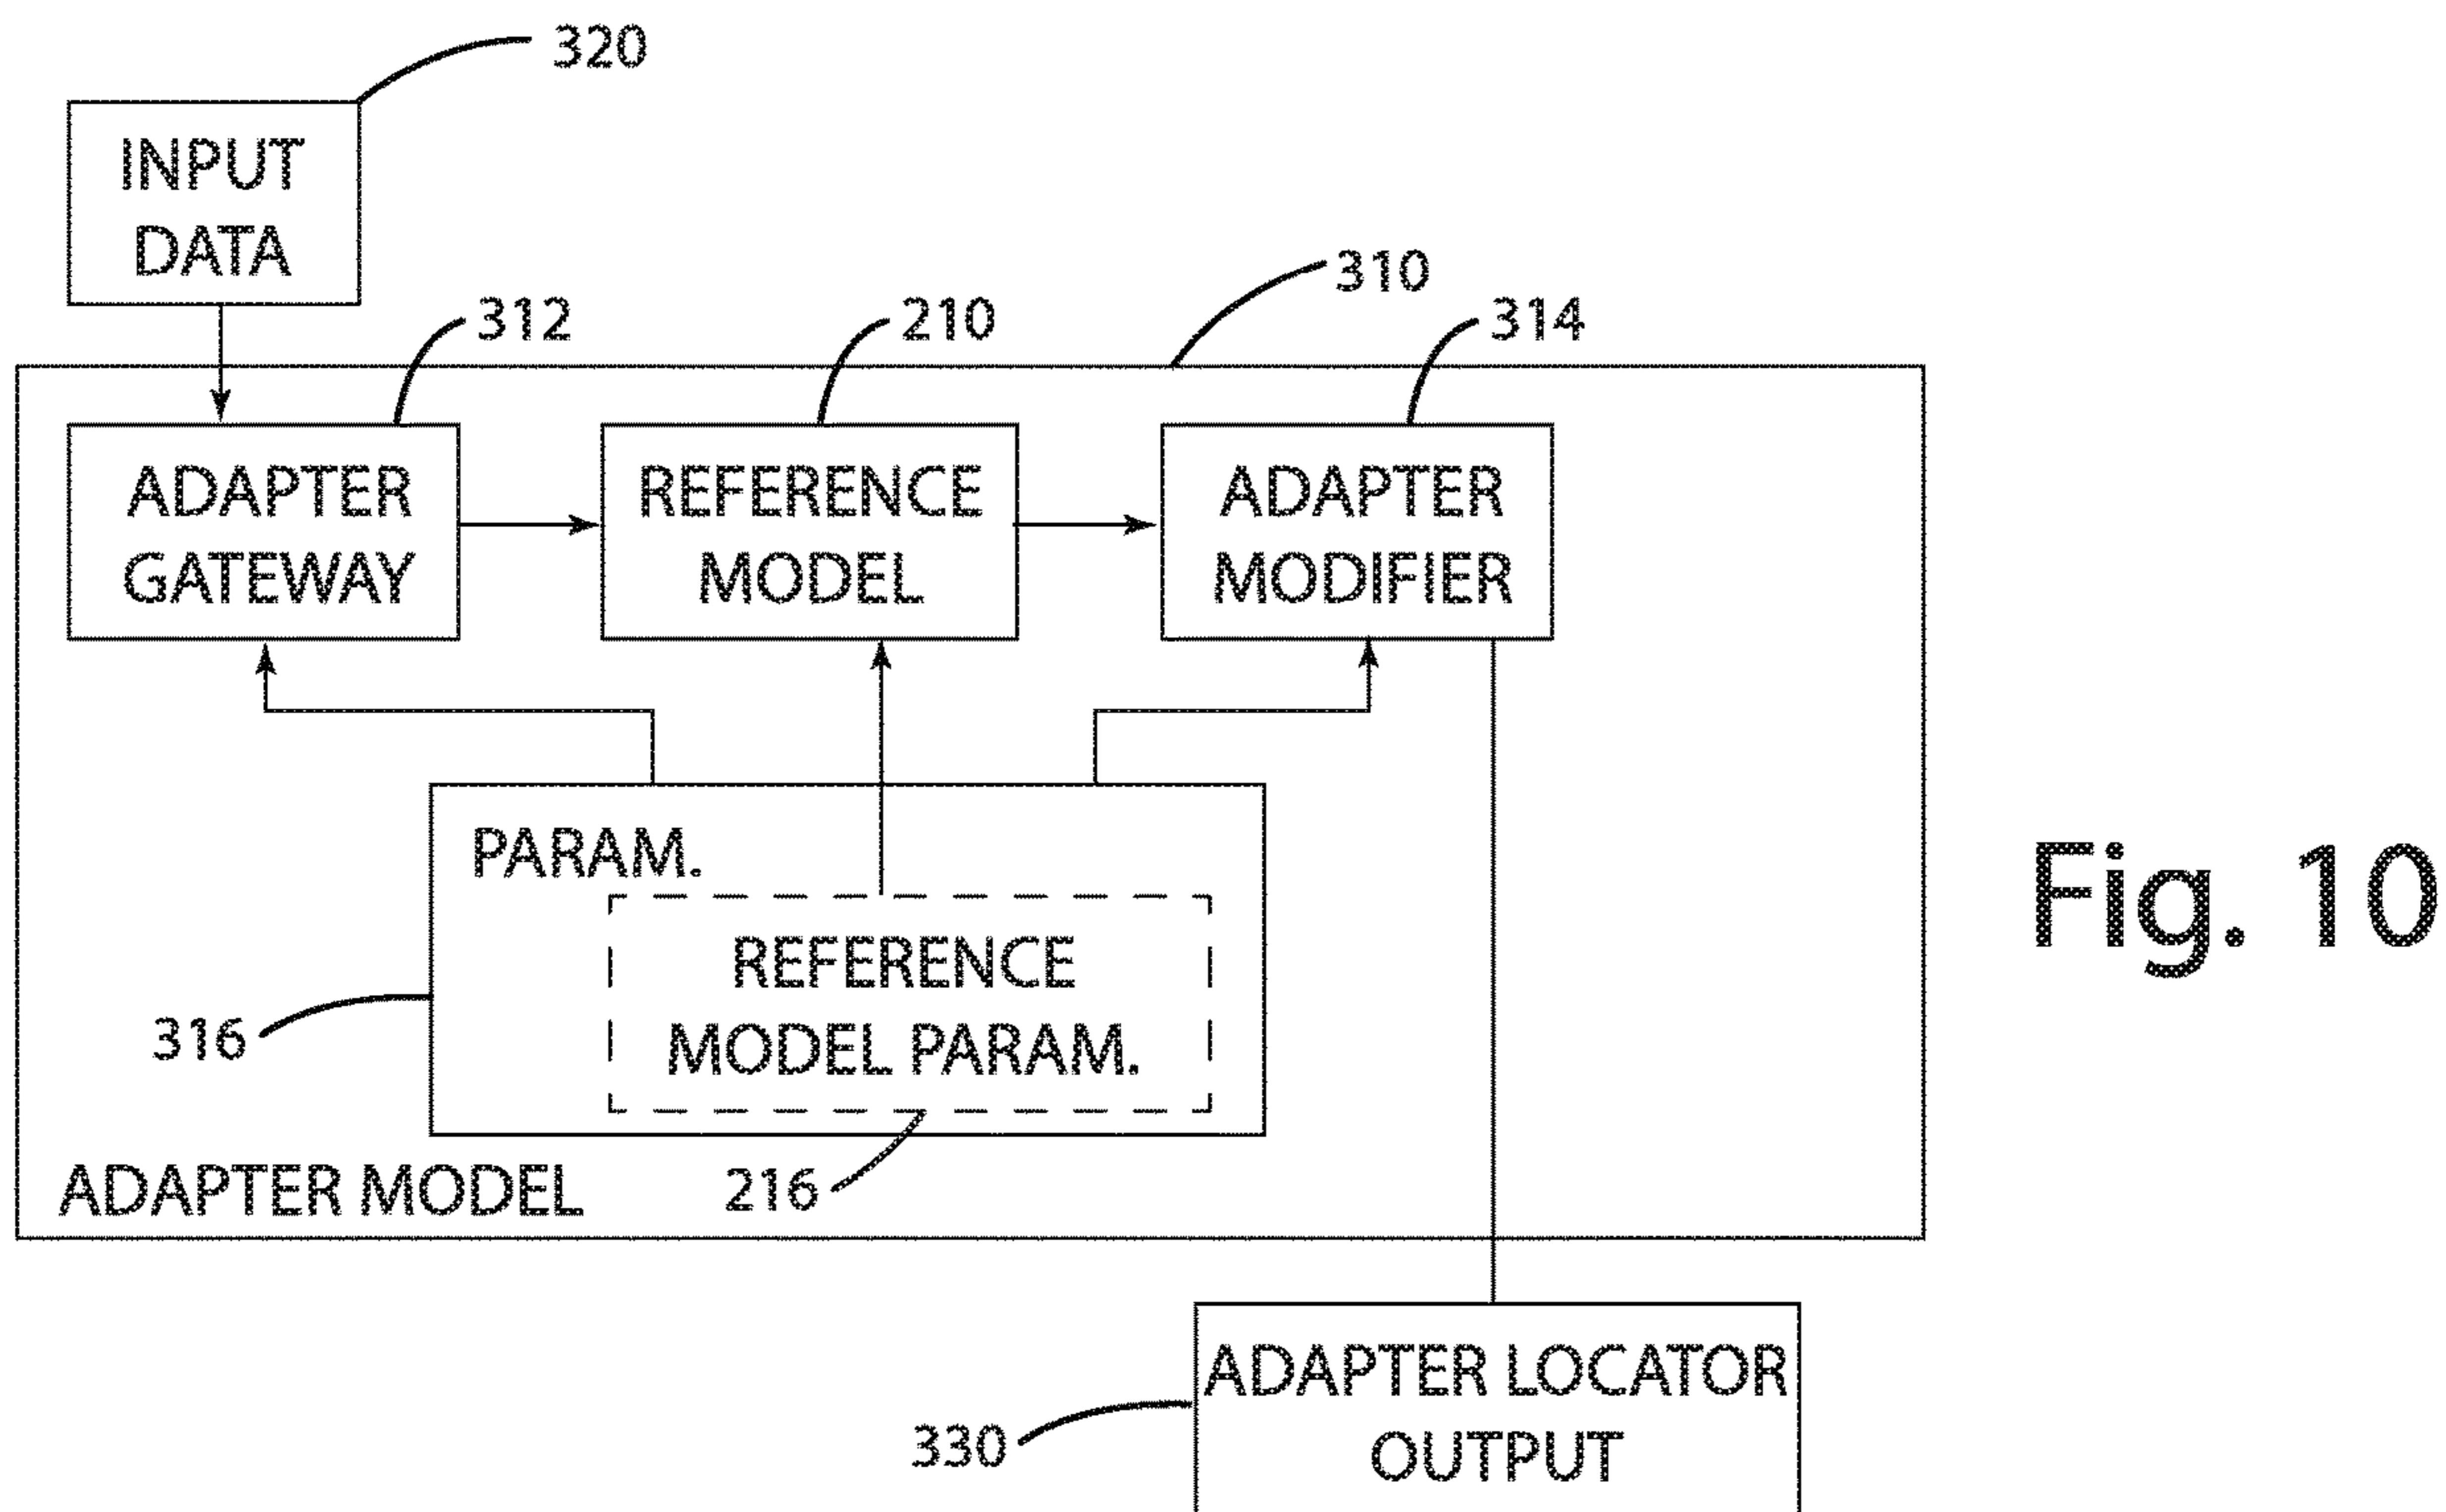 320
INPUT
DATA
310
312
210
314
ADAPTER
GATEWAY
REFERENCE
MODEL
ADAPTER
MODIFIER
PARAM.
REFERENCE
MODEL PARAM.
316
216
ADAPTER MODEL
Fig. 10
ADAPTER LOCATOR
OUTPUT
330